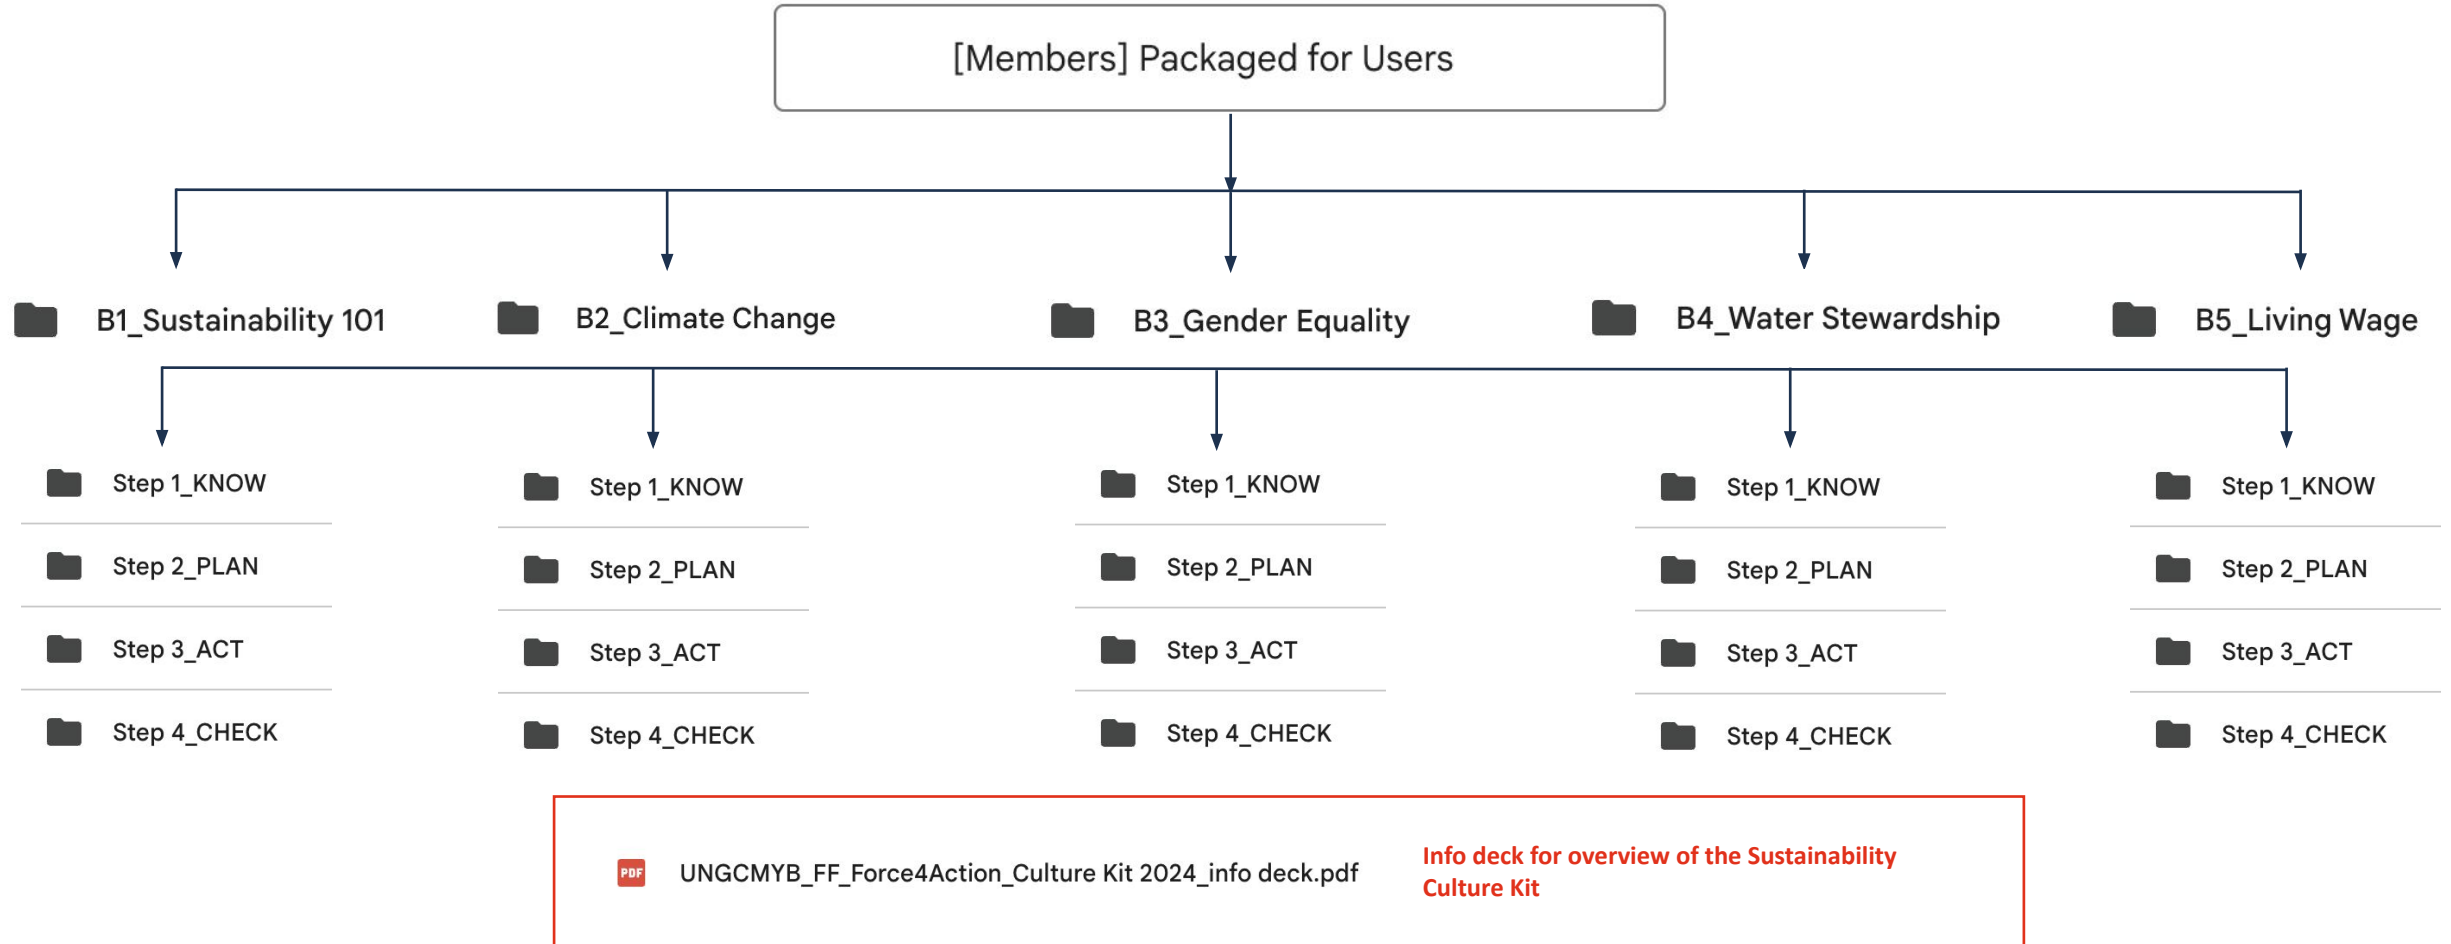 [Members] Packaged for Users
B1_Sustainability 101
B2_Climate Change
B3_Gender Equality
B4_Water Stewardship
B5_Living Wage
Step 1_KNOW
Step 2_PLAN
Step 3_ACT
Step 4_CHECK
Step 1_KNOW
Step 2_PLAN
Step 3_ACT
Step 4_CHECK
Step 1_KNOW
Step 2_PLAN
Step 3_ACT
Step 4_CHECK
Step 1_KNOW
Step 2_PLAN
Step 3_ACT
Step 4_CHECK
Step 1_KNOW
Step 2_PLAN
Step 3_ACT
Step 4_CHECK
PDF
UNGCMYB_FF_Force4Action_Culture Kit 2024_info deck.pdf
Info deck for overview of the Sustainability
Culture Kit